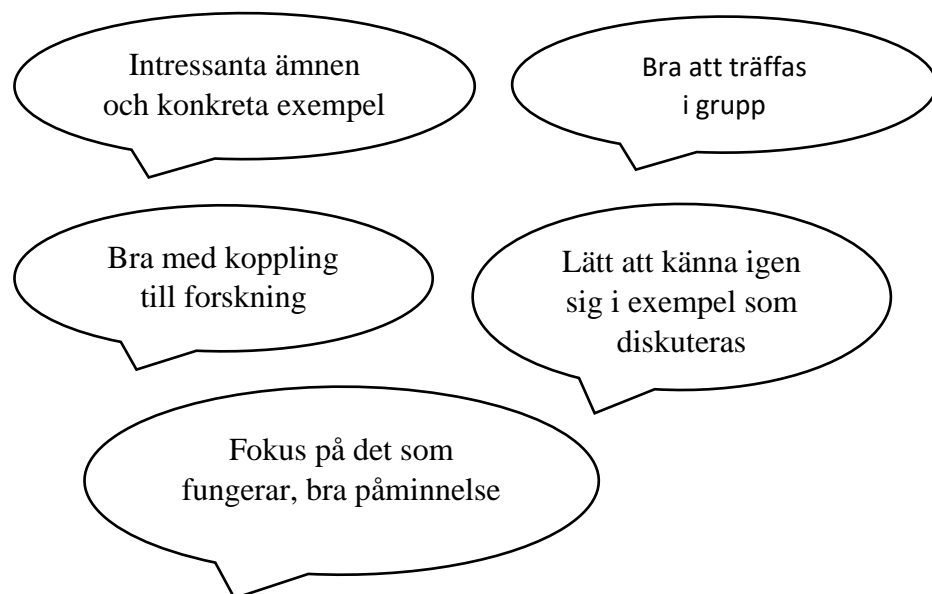 Intressanta ämnen
och konkreta exempel
Bra att träffas
i grupp
Bra med koppling
till forskning
Lätt att känna igen
sig i exempel som
diskuteras
Fokus på det som
fungerar, bra påminnelse